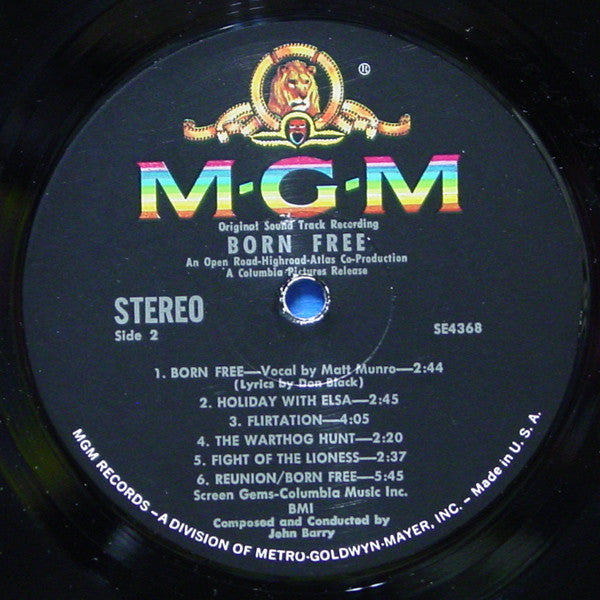 ®
M·G·M
Original Sound Track Recording
BORN FREE
An Open Road-Highroad-Atlas Co-Production
A Columbia Pictures Release
STEREO
Side 2
SE4368
1. BORN FREE—Vocal by Matt Munro—2:44
(Lyrics by Don Black)
2. HOLIDAY WITH ELSA—2:45
3. FLIRTATION—4:05
4. THE WARTHOG HUNT—2:20
5. FIGHT OF THE LIONESS—2:37
6. REUNION/BORN FREE—5:45
Screen Gems-Columbia Music Inc.
BMI
Composed and Conducted by
John Barry
MGM RECORDS – A DIVISION OF METRO-GOLDWYN-MAYER, INC. – Made in U. S. A.